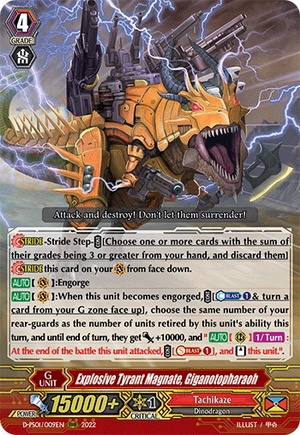 4
GRADE
Attack and destroy! Don't let them surrender!
STRIDE -Stride Step- [Choose one or more cards with the sum of
their grades being 3 or greater from your hand, and discard them]
STRIDE this card on your from face down.
AUTO [ ]:Engorge
AUTO [ ]:When this unit becomes engorged, [BLAST 1 & turn a
card from your G zone face up], choose the same number of your
rear-guards as the number of units retired by this unit's ability this
turn, and until end of turn, they get +10000, and " AUTO [ ] 1/Turn :
At the end of the battle this unit attacked, [BLAST 1], and [ ] this unit.".
G
UNIT
Explosive Tyrant Magnate, Giganotopharaoh
POWER
15000+
1
CRITICAL
Tachikaze
Dinodragon
D-PS01/009EN
2022
ILLUST / 甲壱